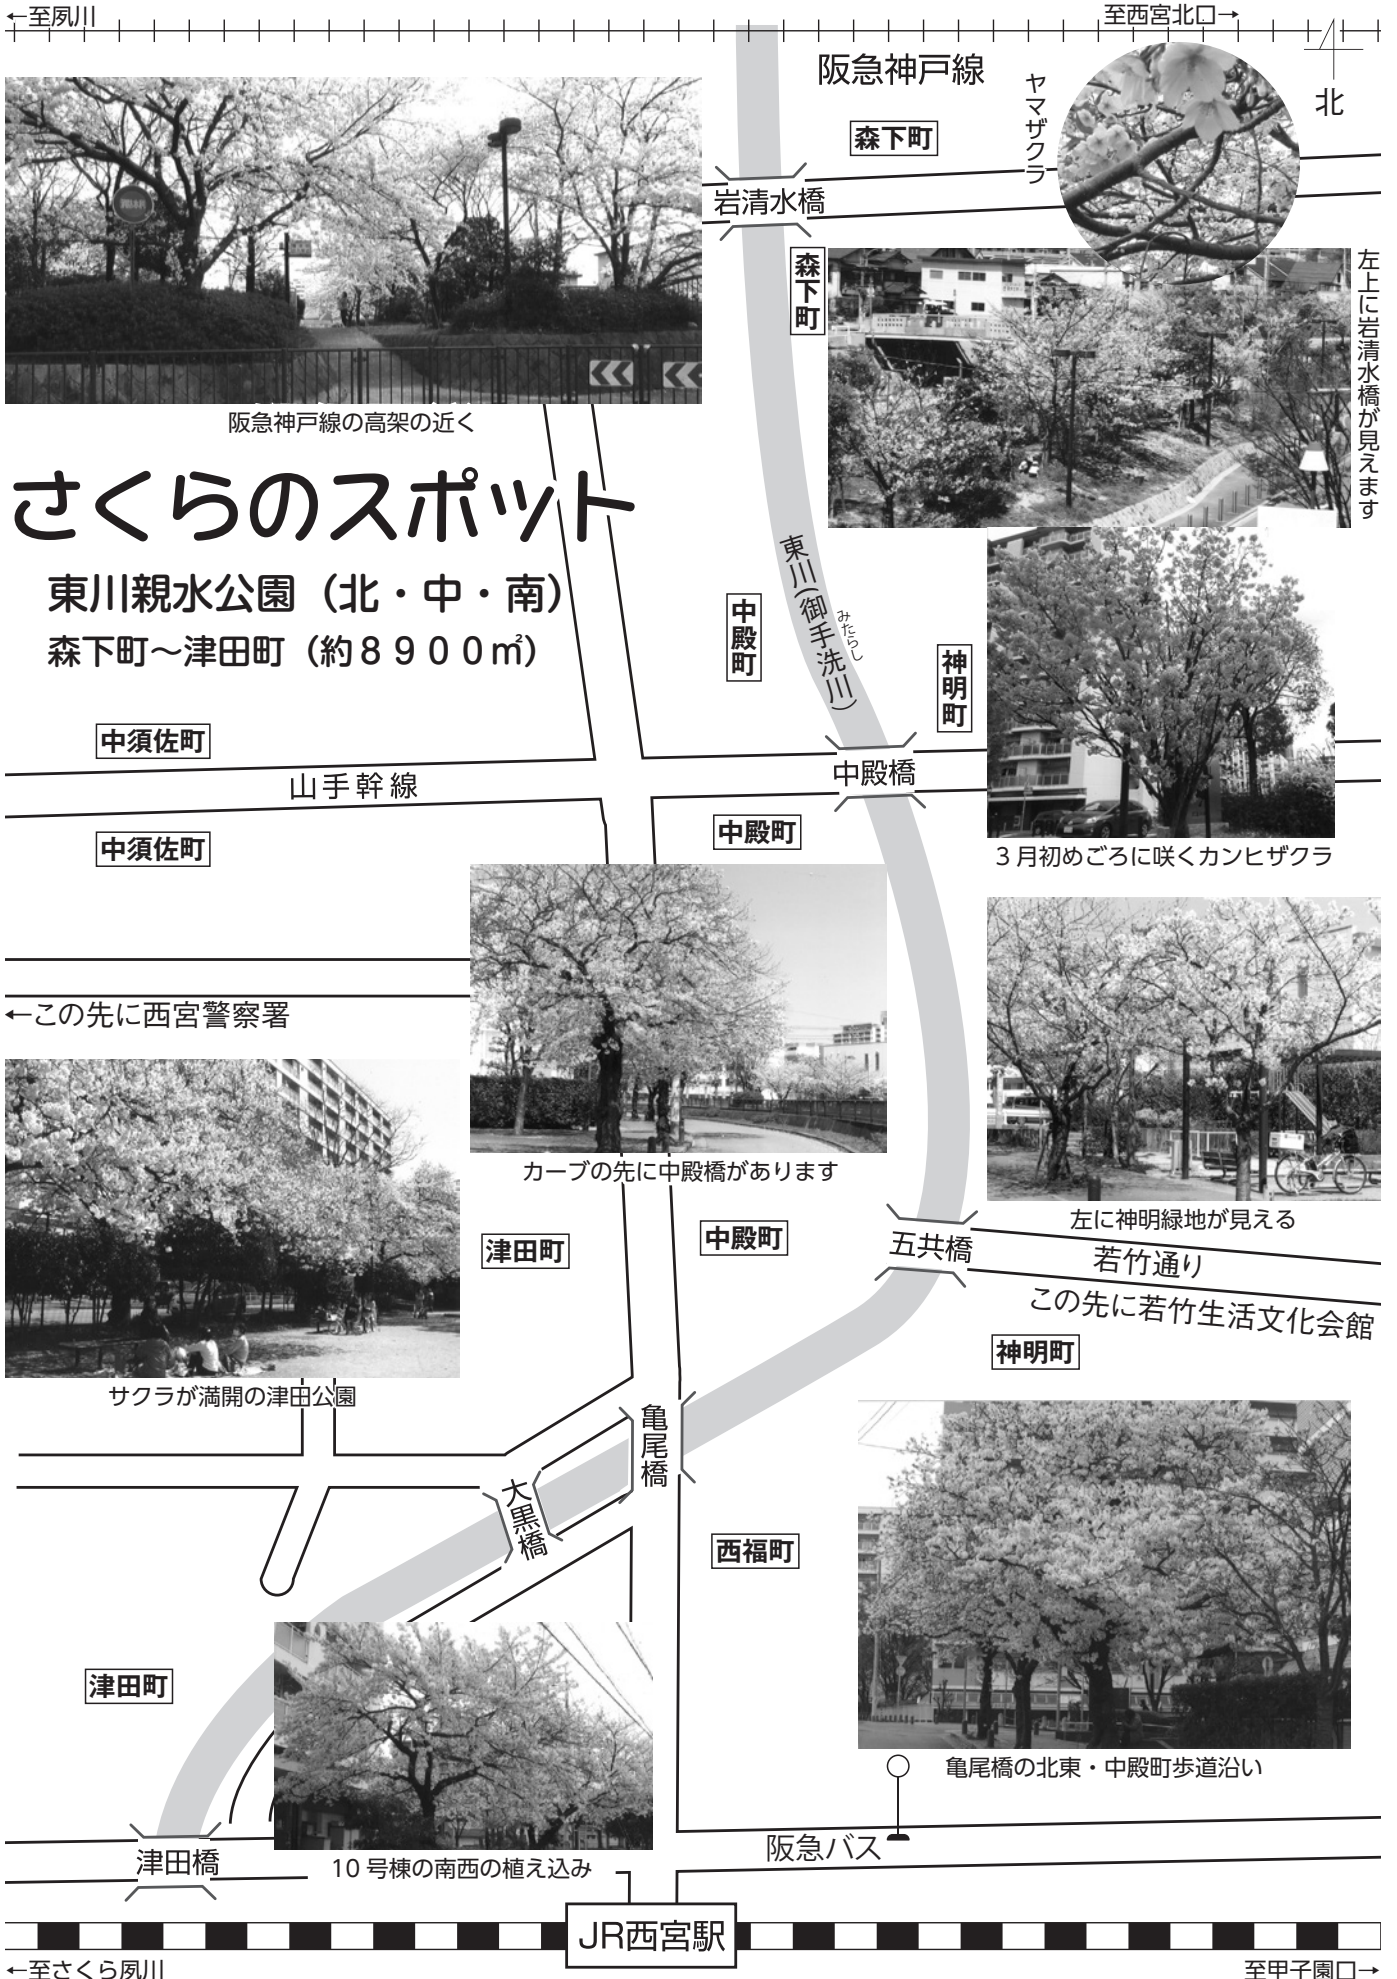 ←至夙川
至西宮北口→
阪急神戸線
北
ヤマザクラ
森下町
岩清水橋
森下町
左上に岩清水橋が見えます
阪急神戸線の高架の近く
さくらのスポット
東川親水公園（北・中・南）
森下町～津田町（約８９００㎡）
東川(御手洗川)
みたらし
中殿町
神明町
中須佐町
山手幹線
中殿橋
中須佐町
中殿町
３月初めごろに咲くカンヒザクラ
←この先に西宮警察署
カーブの先に中殿橋があります
左に神明緑地が見える
津田町
中殿町
五共橋
若竹通り
この先に若竹生活文化会館
神明町
サクラが満開の津田公園
亀尾橋
大黒橋
西福町
津田町
亀尾橋の北東・中殿町歩道沿い
阪急バス
津田橋
10号棟の南西の植え込み
JR西宮駅
←至さくら夙川
至甲子園口→